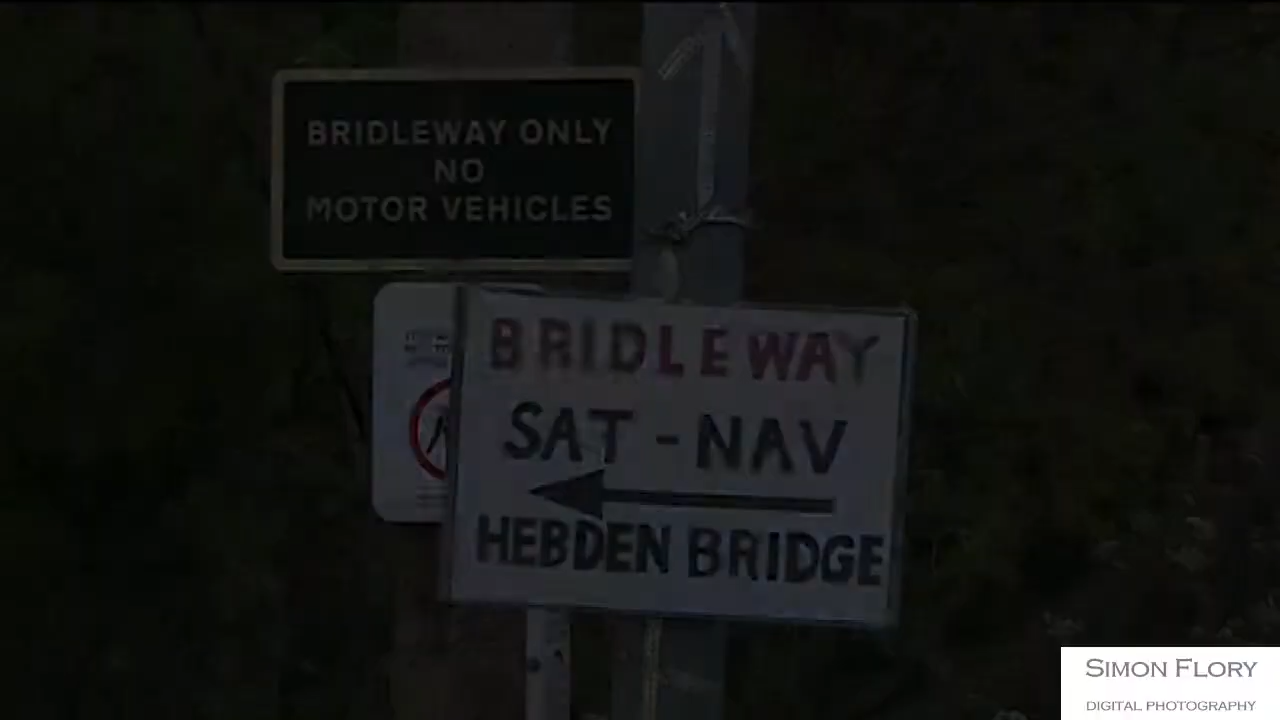 BRIDLEWAY ONLY
NO
MOTOR VEHICLES
BRIDLEWAY
SAT - NAV
HEBDEN BRIDGE
SIMON FLORY
DIGITAL PHOTOGRAPHY